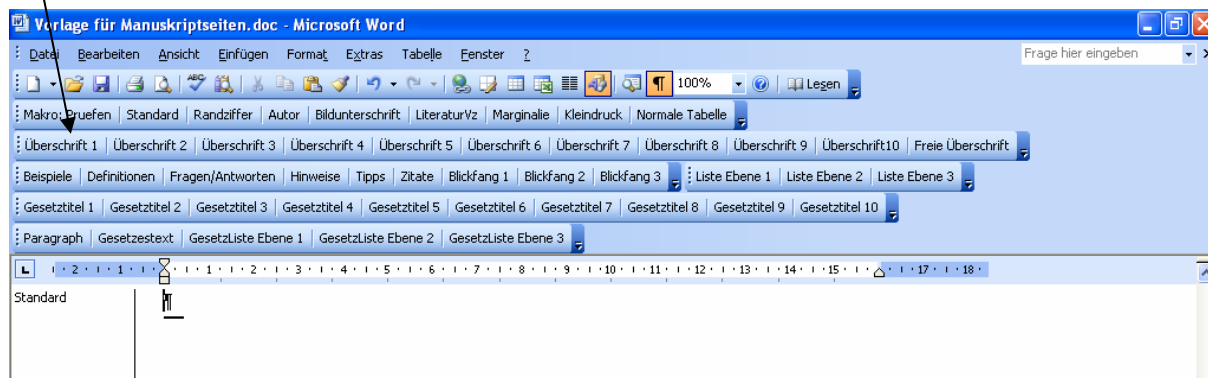 Vorlage für Manuskriptseiten.doc - Microsoft Word
Datei Bearbeiten Ansicht Einfügen Format Extras Tabelle Fenster ? Frage hier eingeben
ABC ¶ 100% Lesen
Makro: Pruefen Standard Randziffer Autor Bildunterschrift LiteraturVz Marginalie Kleindruck Normale Tabelle
Überschrift 1 Überschrift 2 Überschrift 3 Überschrift 4 Überschrift 5 Überschrift 6 Überschrift 7 Überschrift 8 Überschrift 9 Überschrift10 Freie Überschrift
Beispiele Definitionen Fragen/Antworten Hinweise Tipps Zitate Blickfang 1 Blickfang 2 Blickfang 3 Liste Ebene 1 Liste Ebene 2 Liste Ebene 3
Gesetztitel 1 Gesetztitel 2 Gesetztitel 3 Gesetztitel 4 Gesetztitel 5 Gesetztitel 6 Gesetztitel 7 Gesetztitel 8 Gesetztitel 9 Gesetztitel 10
Paragraph Gesetzestext GesetzListe Ebene 1 GesetzListe Ebene 2 GesetzListe Ebene 3
L 2 1 1 2 3 4 5 6 7 8 9 10 11 12 13 14 15 17 18
Standard ¶